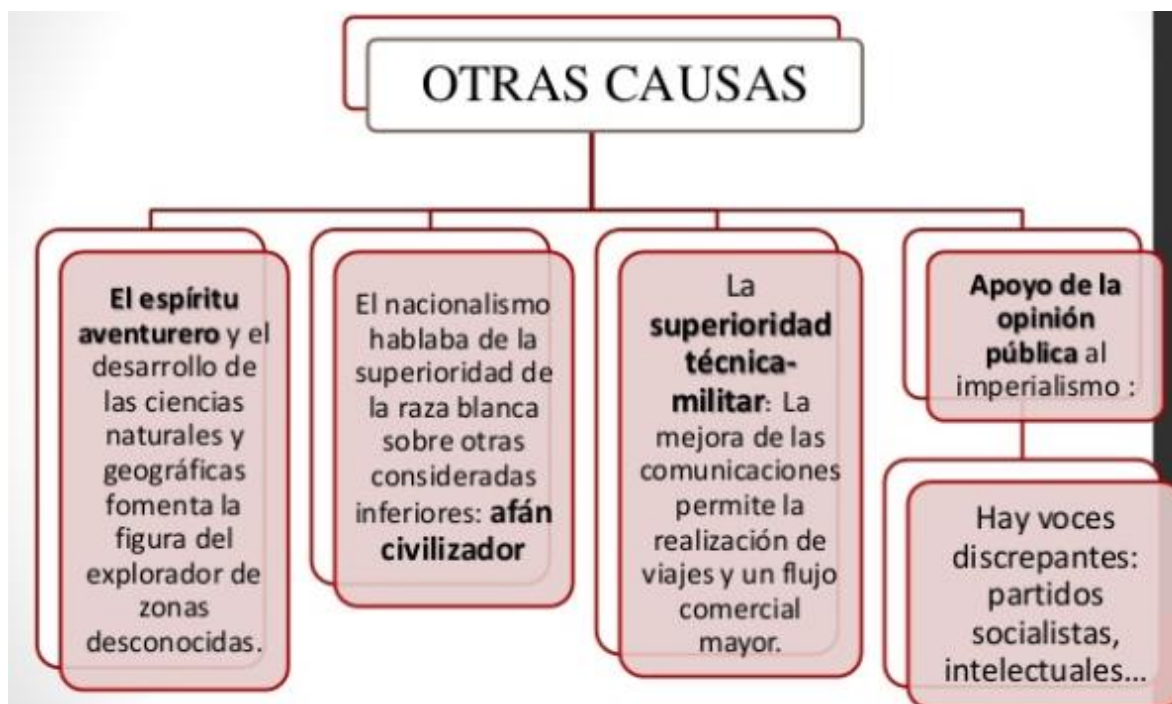 OTRAS CAUSAS
El espíritu
aventurero y el
desarrollo de
las ciencias
naturales y
geográficas
fomenta la
figura del
explorador de
zonas
desconocidas.
El nacionalismo
hablaba de la
superioridad de
la raza blanca
sobre otras
consideradas
inferiores: afán
civilizador
La
superioridad
técnica-
militar: La
mejora de las
comunicaciones
permite la
realización de
viajes y un flujo
comercial
mayor.
Apoyo de la
opinión
pública al
imperialismo :
Hay voces
discrepantes:
partidos
socialistas,
intelectuales...